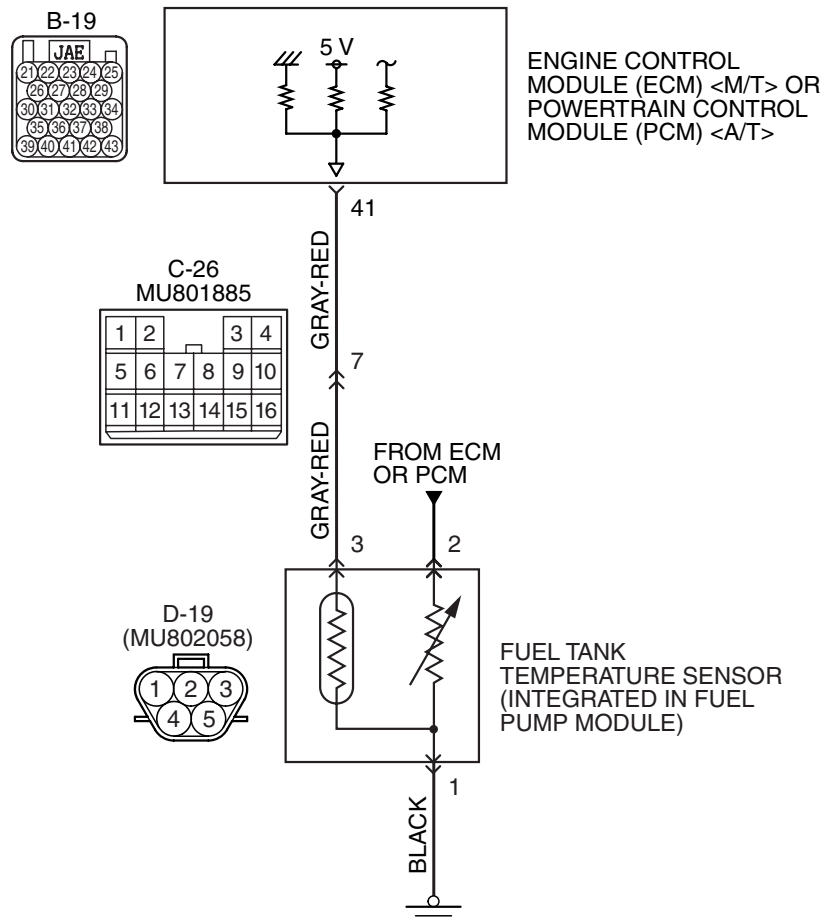 B-19
JAE
21 22 23 24 25
26 27 28 29
30 31 32 33 34
35 36 37 38
39 40 41 42 43
5 V
ENGINE CONTROL
MODULE (ECM) <M/T> OR
POWERTRAIN CONTROL
MODULE (PCM) <A/T>
41
GRAY-RED
C-26
MU801885
1 2 3 4
5 6 7 8 9 10
11 12 13 14 15 16
7
GRAY-RED
FROM ECM
OR PCM
3
2
D-19
(MU802058)
1 2 3
4 5
FUEL TANK
TEMPERATURE SENSOR
(INTEGRATED IN FUEL
PUMP MODULE)
1
BLACK